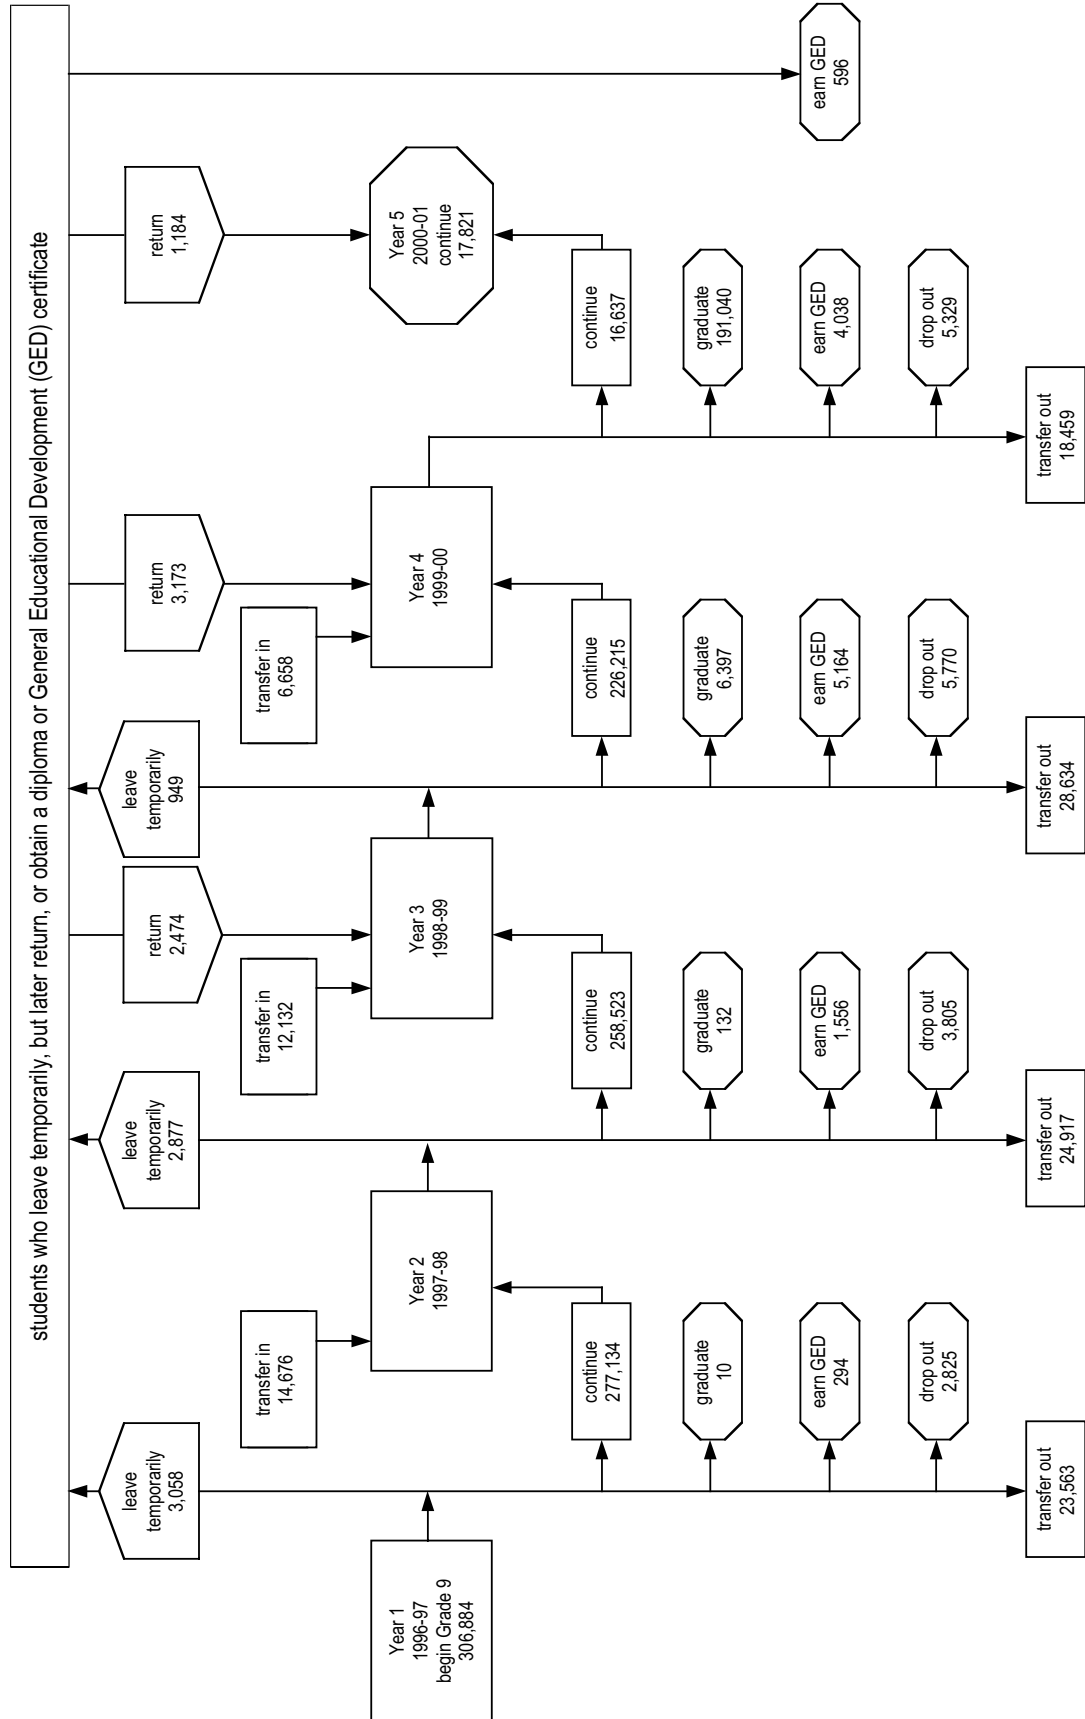 students who leave temporarily, but later return, or obtain a diploma or General Educational Development (GED) certificate
leave
temporarily
3,058
leave
temporarily
2,877
return
2,474
leave
temporarily
949
return
3,173
return
1,184
transfer in
14,676
transfer in
12,132
transfer in
6,658
Year 1
1996-97
begin Grade 9
306,884
Year 2
1997-98
Year 3
1998-99
Year 4
1999-00
Year 5
2000-01
continue
17,821
continue
277,134
continue
258,523
continue
226,215
continue
16,637
graduate
10
graduate
132
graduate
6,397
graduate
191,040
earn GED
294
earn GED
1,556
earn GED
5,164
earn GED
4,038
earn GED
596
drop out
2,825
drop out
3,805
drop out
5,770
drop out
5,329
transfer out
23,563
transfer out
24,917
transfer out
28,634
transfer out
18,459